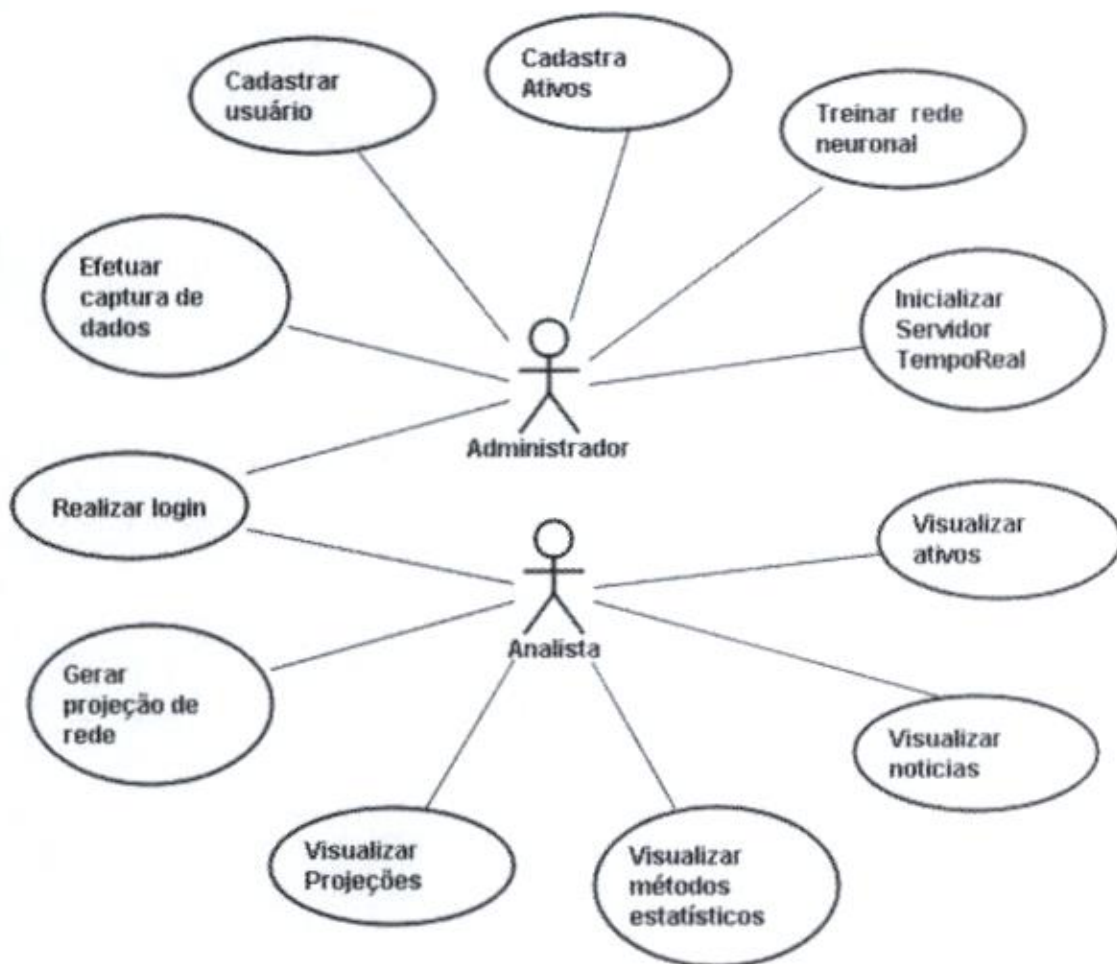 Cadastrar
usuário
Cadastra
Ativos
Treinar rede
neuronal
Efetuar
captura de
dados
Inicializar
Servidor
TempoReal
Administrador
Realizar login
Visualizar
ativos
Analista
Gerar
projeção de
rede
Visualizar
noticias
Visualizar
Projeções
Visualizar
métodos
estatísticos